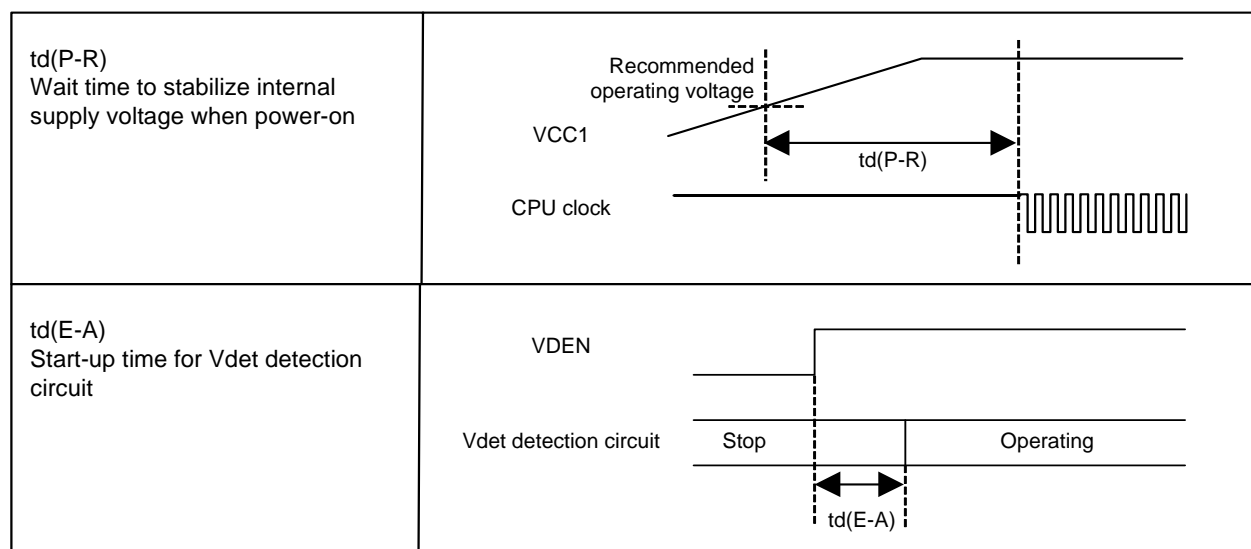 td(P-R)
Wait time to stabilize internal
supply voltage when power-on
Recommended
operating voltage
VCC1
td(P-R)
CPU clock
td(E-A)
Start-up time for Vdet detection
circuit
VDEN
Vdet detection circuit
Stop
Operating
td(E-A)